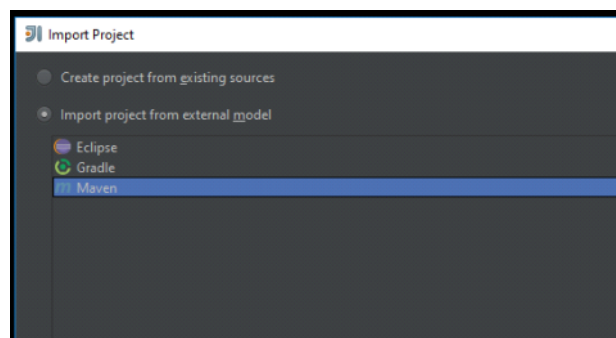 Import Project
Create project from existing sources
Import project from external model
Eclipse
Gradle
Maven